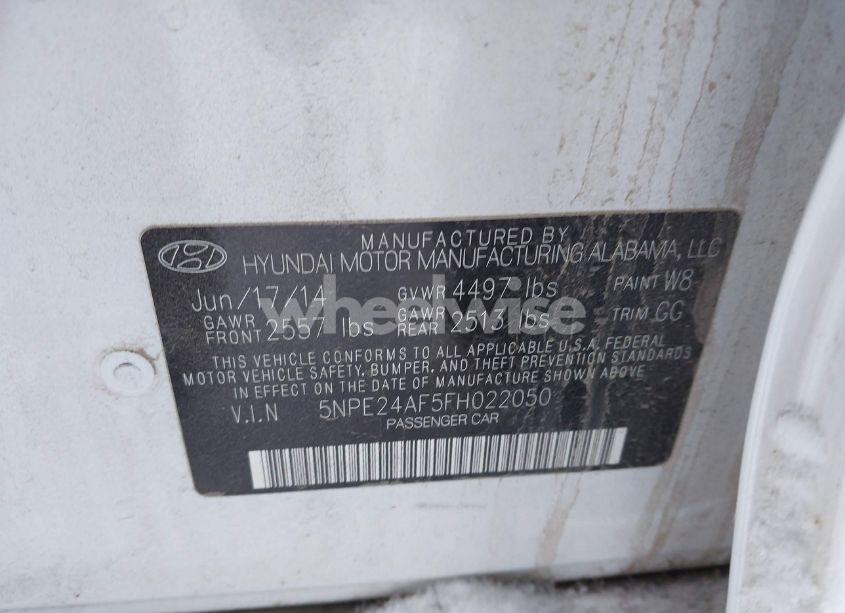 MANUFACTURED BY
HYUNDAI MOTOR MANUFACTURING ALABAMA, LLC
Jun/17/14 GVWR 4497 lbs PAINT W8
GAWR FRONT 2557 lbs GAWR REAR 2513 lbs TRIM GG
THIS VEHICLE CONFORMS TO ALL APPLICABLE U.S.A. FEDERAL
MOTOR VEHICLE SAFETY, BUMPER, AND THEFT PREVENTION STANDARDS
IN EFFECT ON THE DATE OF MANUFACTURE SHOWN ABOVE.
V.I.N 5NPE24AF5FH022050
PASSENGER CAR
wheelwise